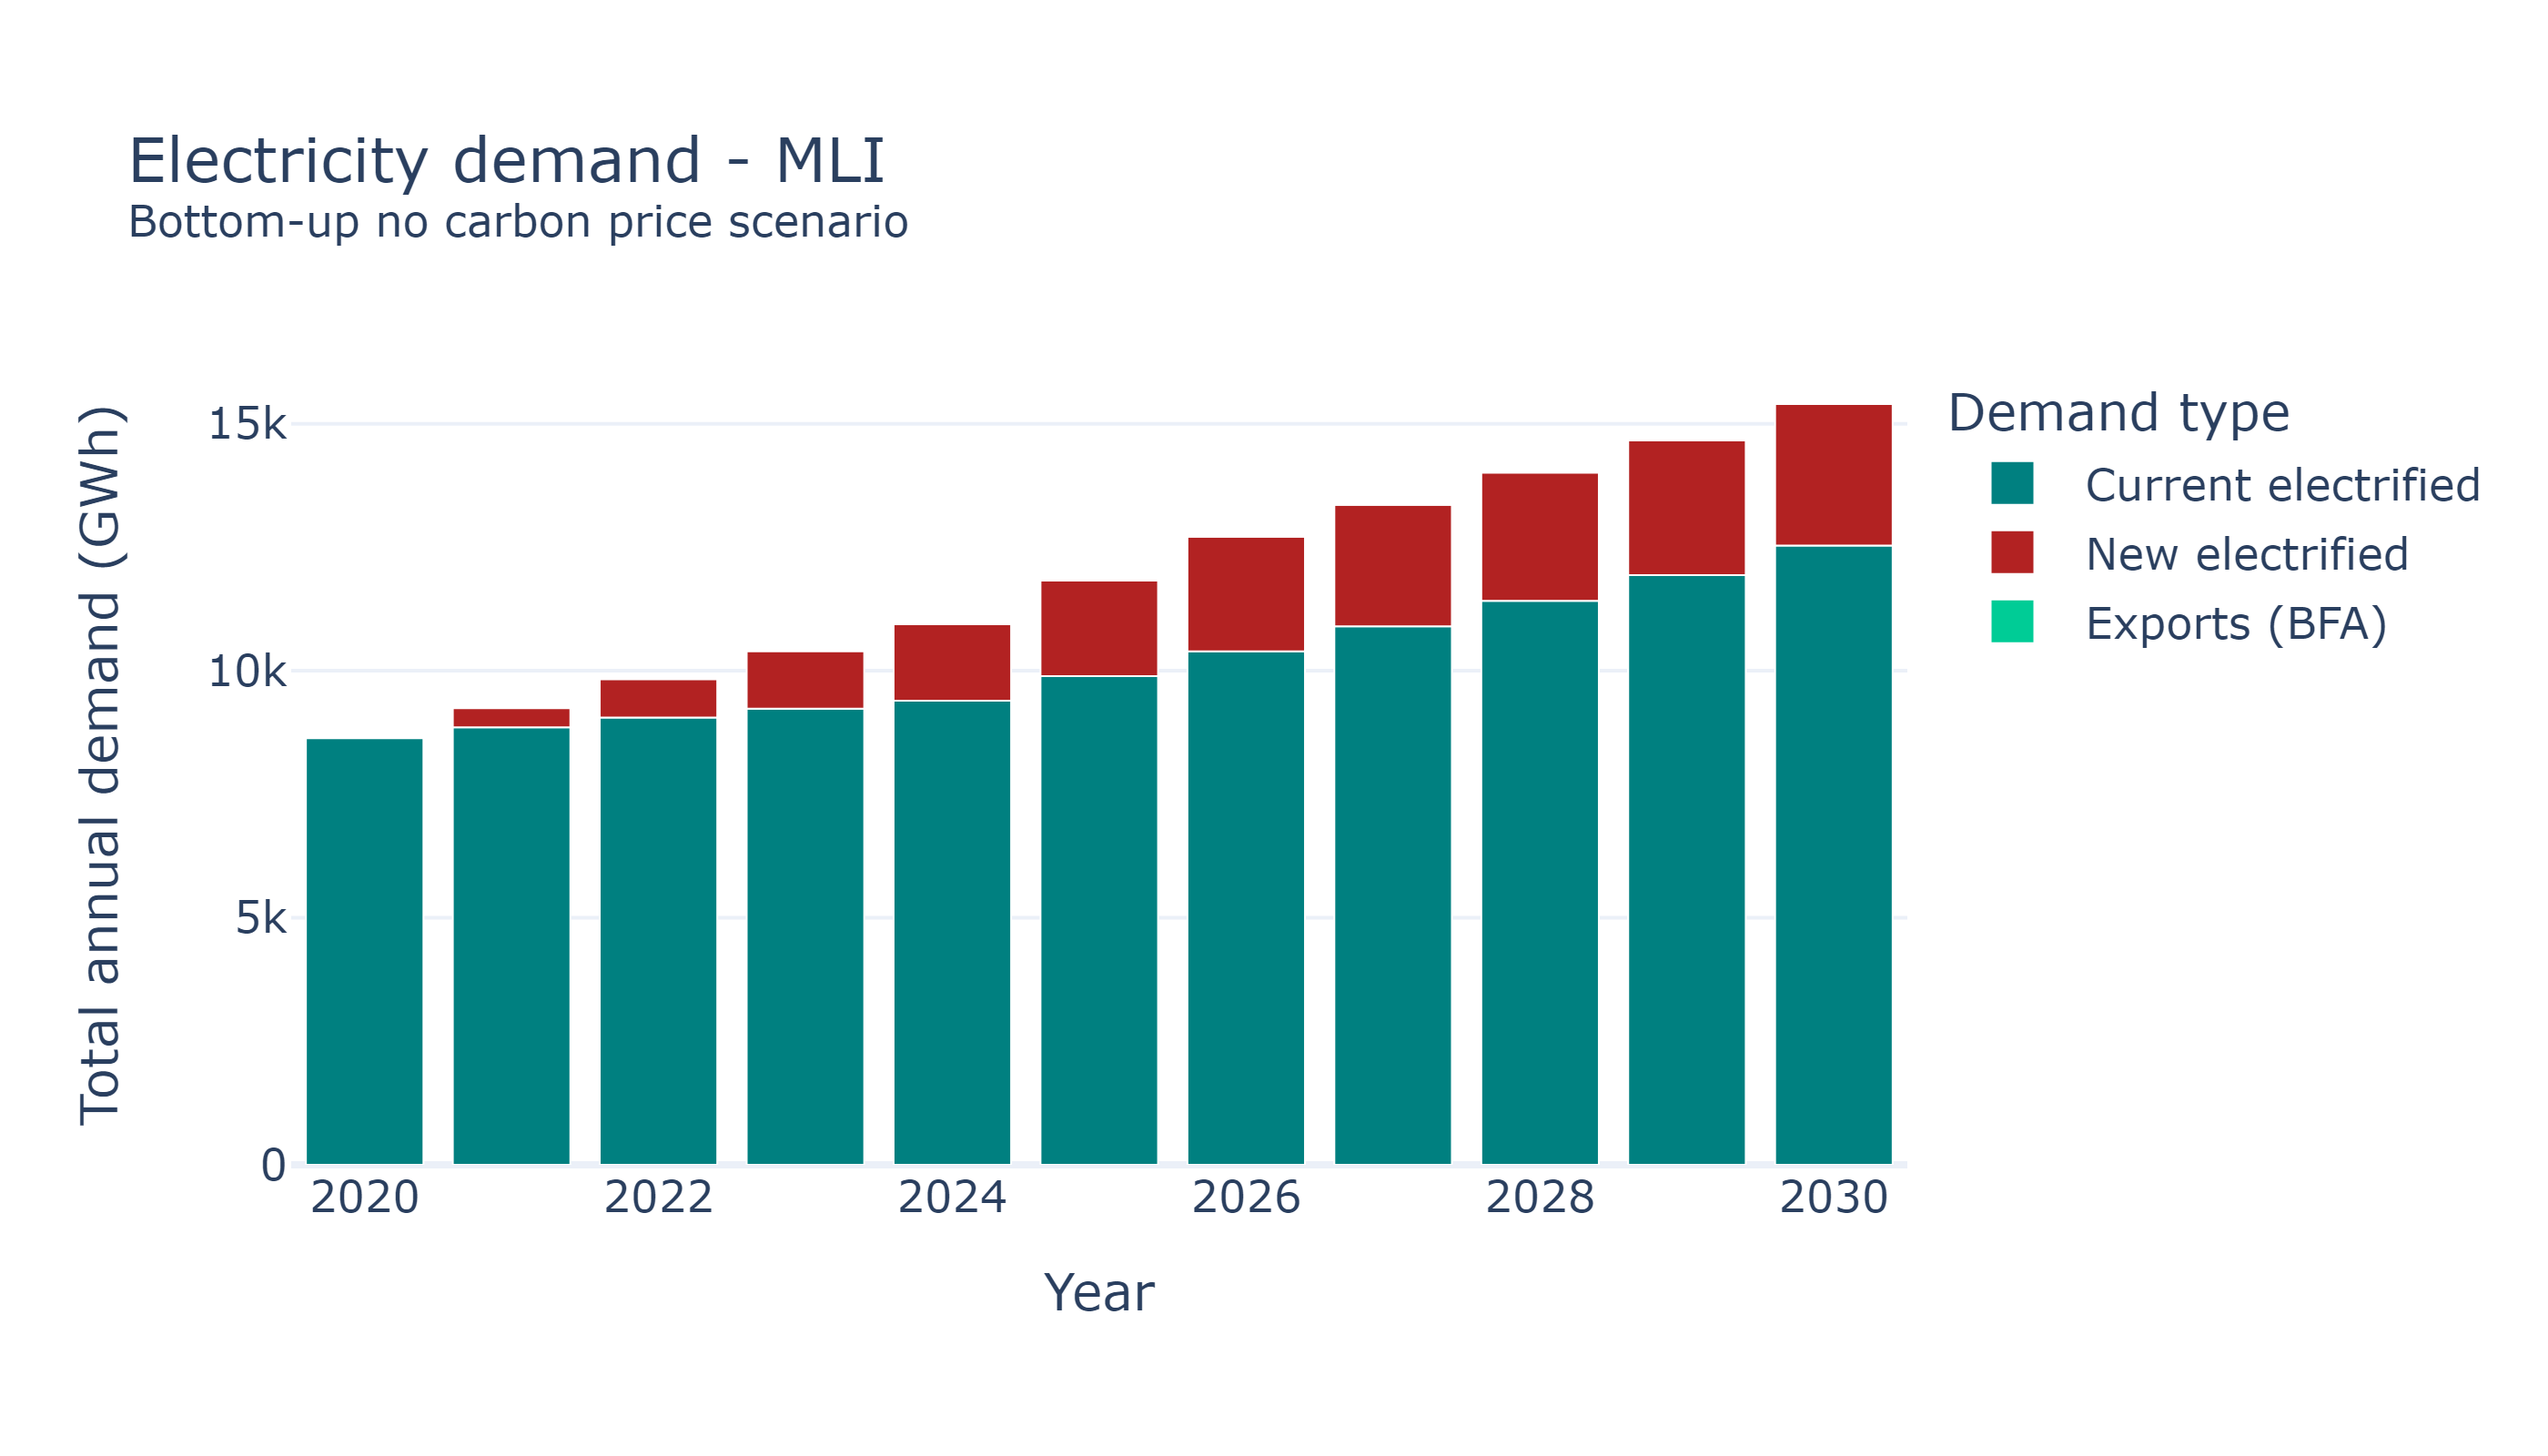 Electricity demand - MLI
Bottom-up no carbon price scenario
Total annual demand (GWh)
15k
10k
5k
0
2020 2022 2024 2026 2028 2030
Year
Demand type
Current electrified
New electrified
Exports (BFA)